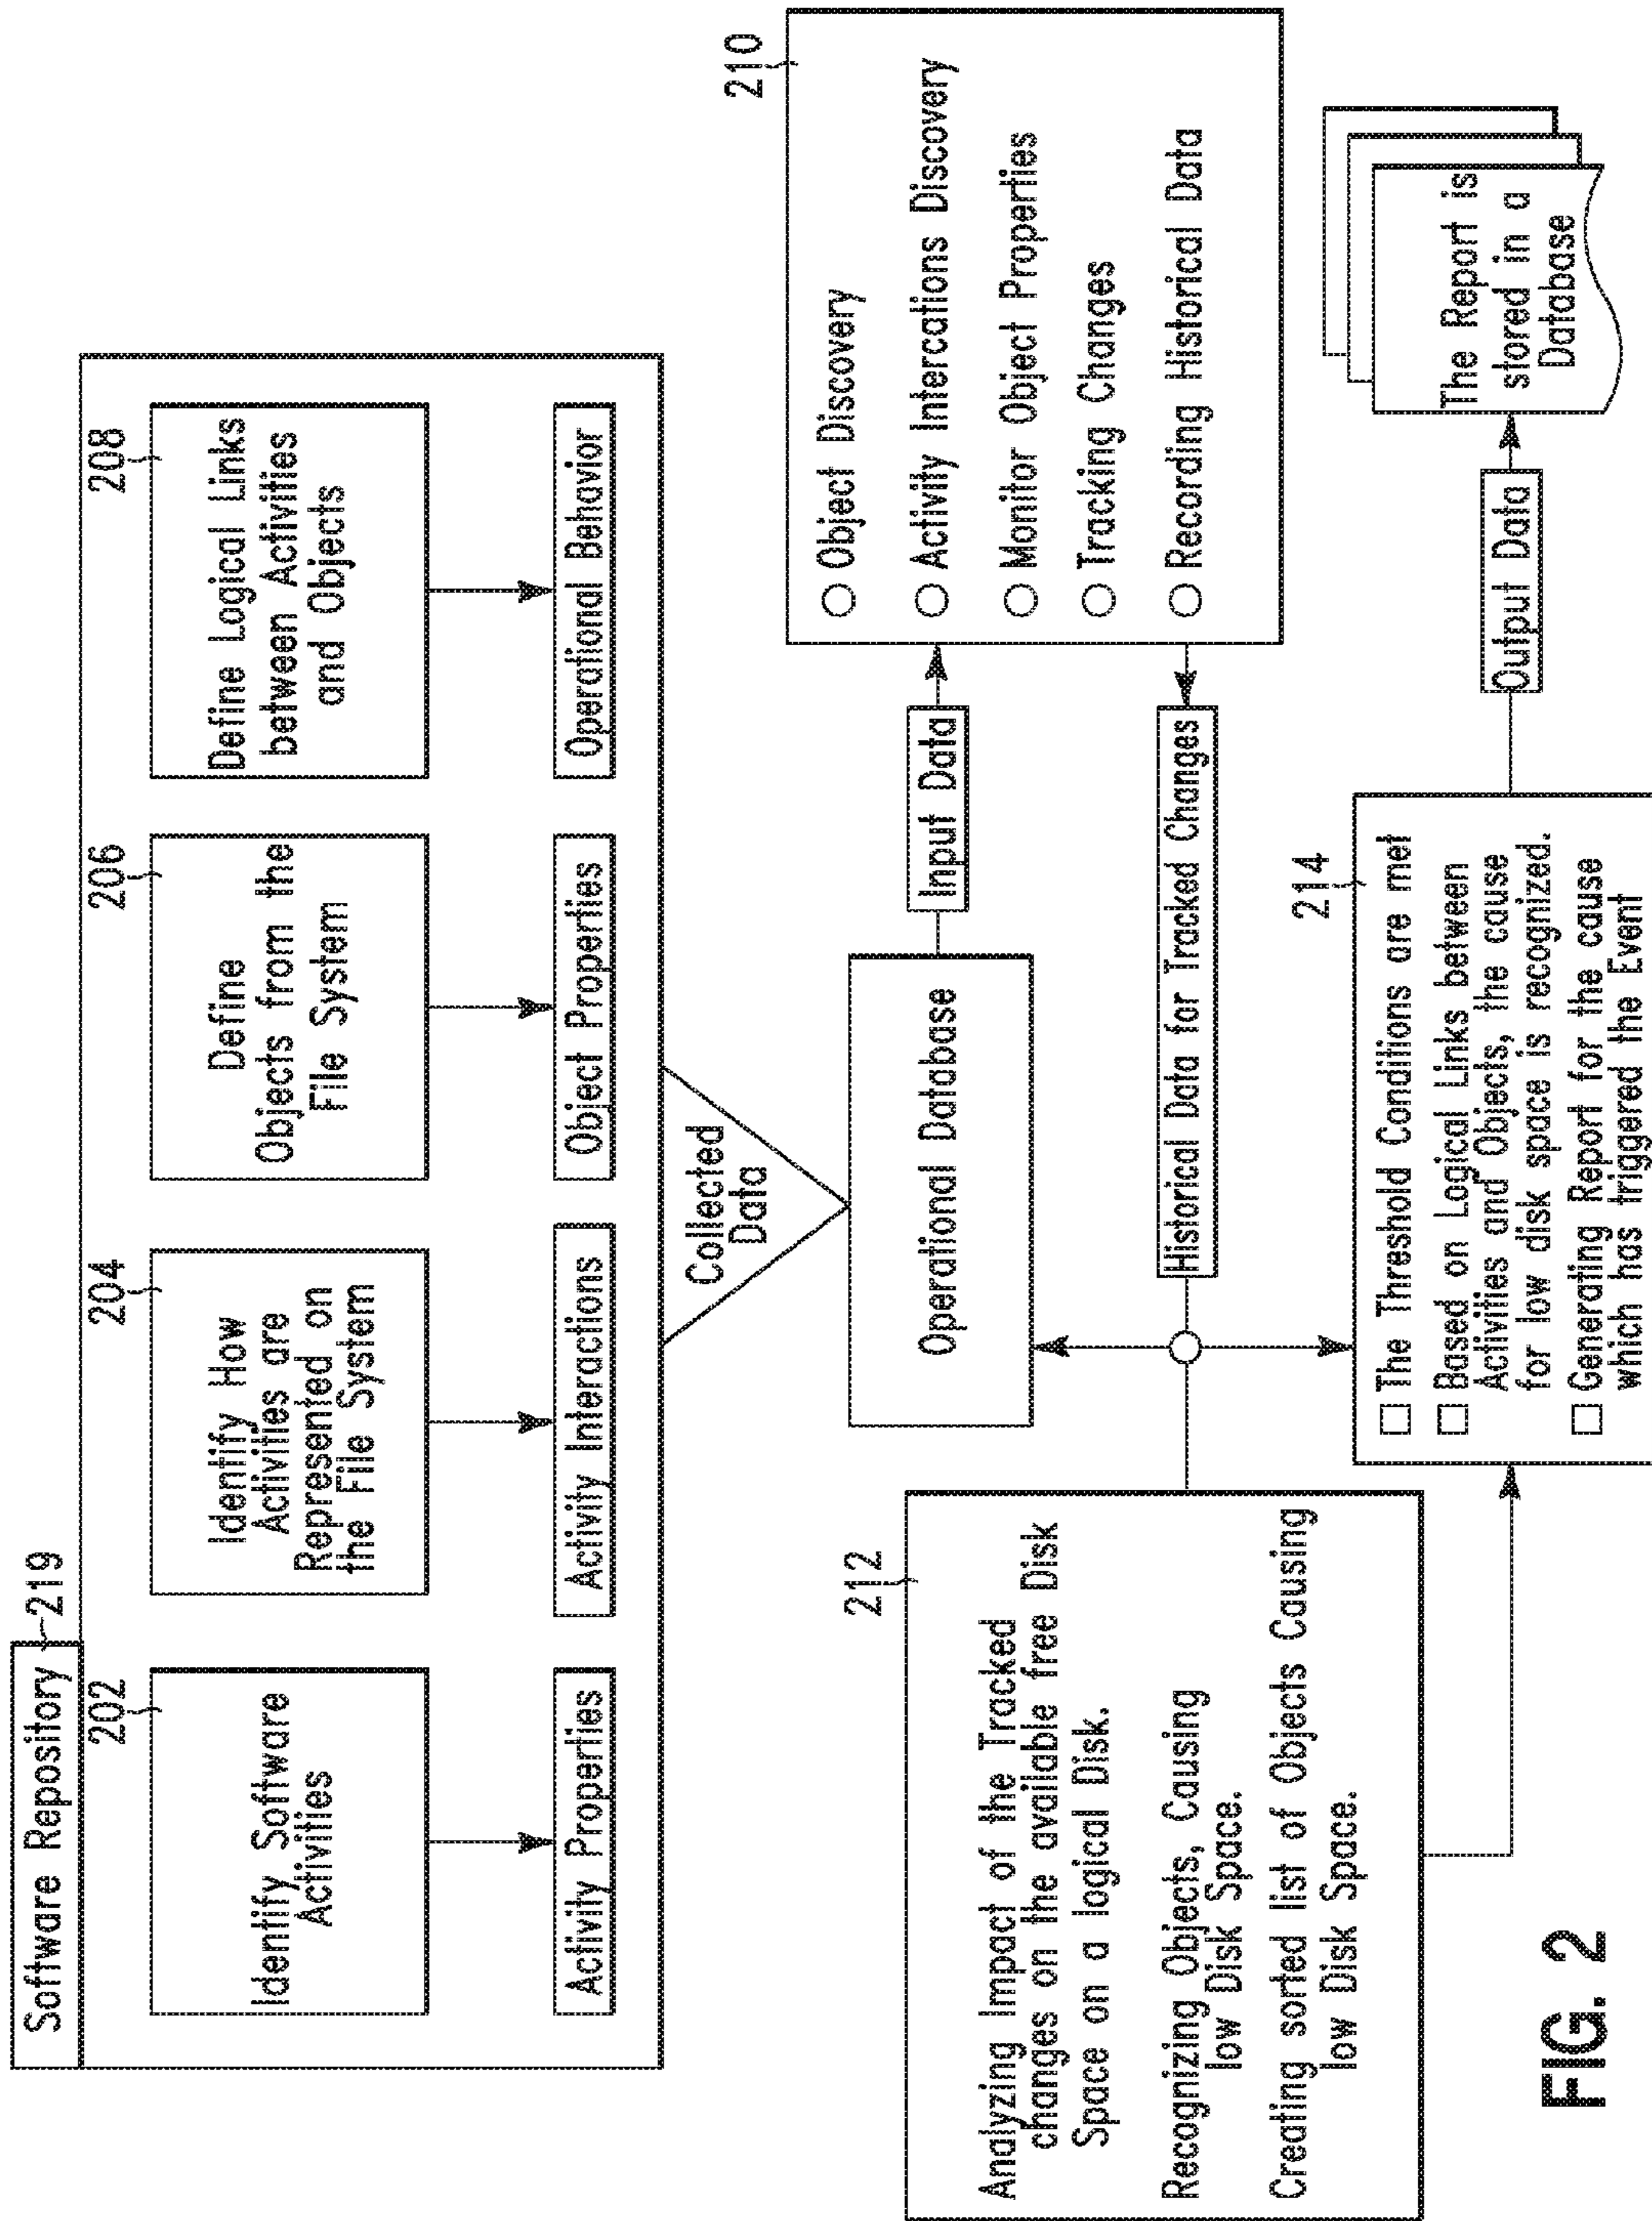 Software Repository
219
202
Identify Software
Activities
Activity Properties
204
Identify How
Activities are
Represented on
the File System
Activity Interactions
206
Define
Objects from the
File System
Object Properties
208
Define Logical Links
between Activities
and Objects
Operational Behavior
Collected
Data
Operational Database
Input Data
210
Object Discovery
Activity Intercations Discovery
Monitor Object Properties
Tracking Changes
Recording Historical Data
Historical Data for Tracked Changes
212
Analyzing Impact of the Tracked
changes on the available free Disk
Space on a logical Disk.
Recognizing Objects, Causing
low Disk Space.
Creating sorted list of Objects Causing
low Disk Space.
214
The Threshold Conditions are met
Based on Logical Links between
Activities and Objects, the cause
for low disk space is recognized.
Generating Report for the cause
which has triggered the Event
Output Data
The Report is
stored in a
Database
FIG. 2